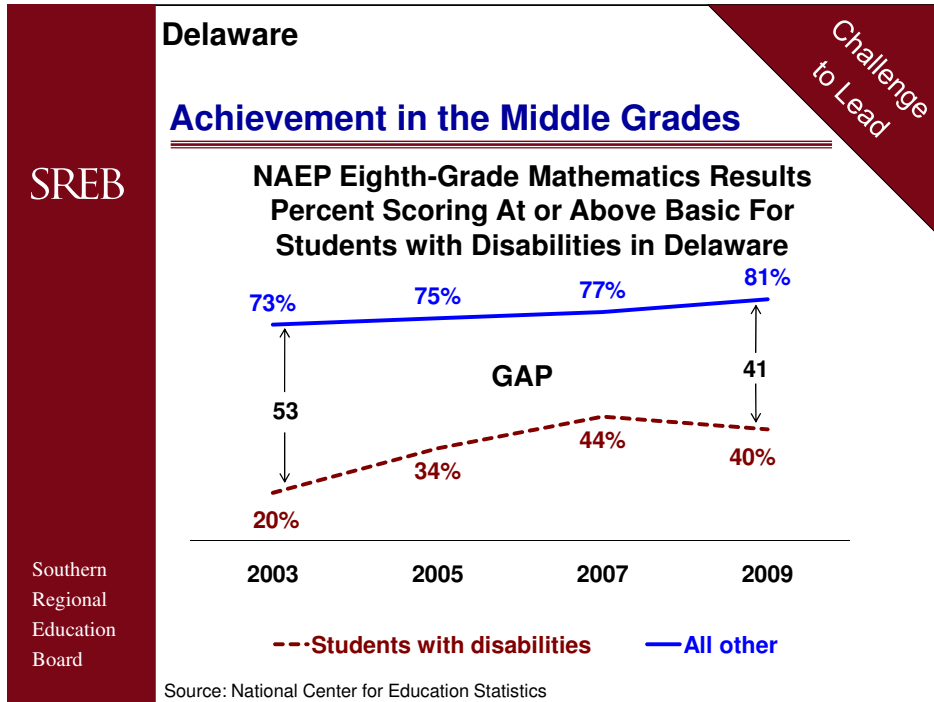 Delaware
Challenge
to Lead
Achievement in the Middle Grades
SREB
NAEP Eighth-Grade Mathematics Results
Percent Scoring At or Above Basic For
Students with Disabilities in Delaware
73%
75%
77%
81%
GAP
53
41
20%
34%
44%
40%
2003
2005
2007
2009
Students with disabilities
All other
Southern
Regional
Education
Board
Source: National Center for Education Statistics